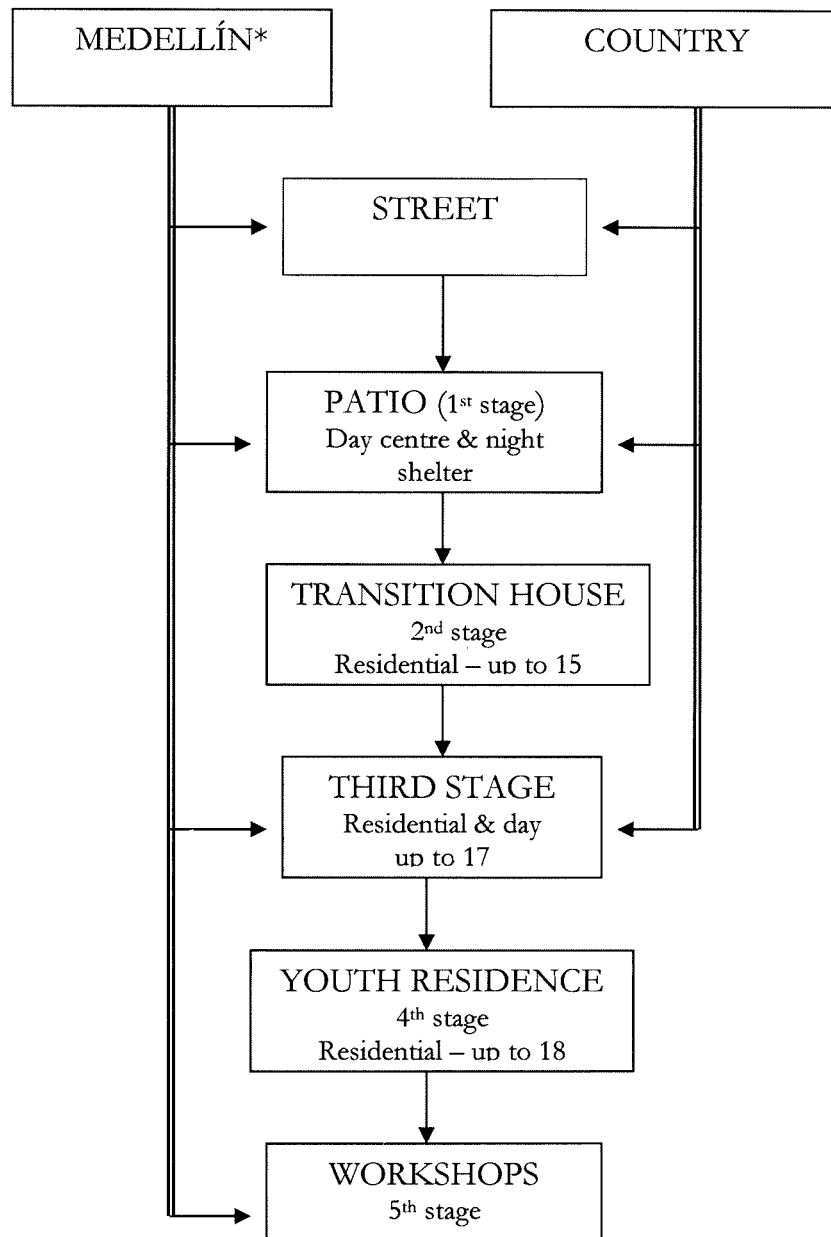 MEDELLÍN*
COUNTRY
STREET
PATIO (1st stage)
Day centre & night
shelter
TRANSITION HOUSE
2nd stage
Residential – up to 15
THIRD STAGE
Residential & day
up to 17
YOUTH RESIDENCE
4th stage
Residential – up to 18
WORKSHOPS
5th stage